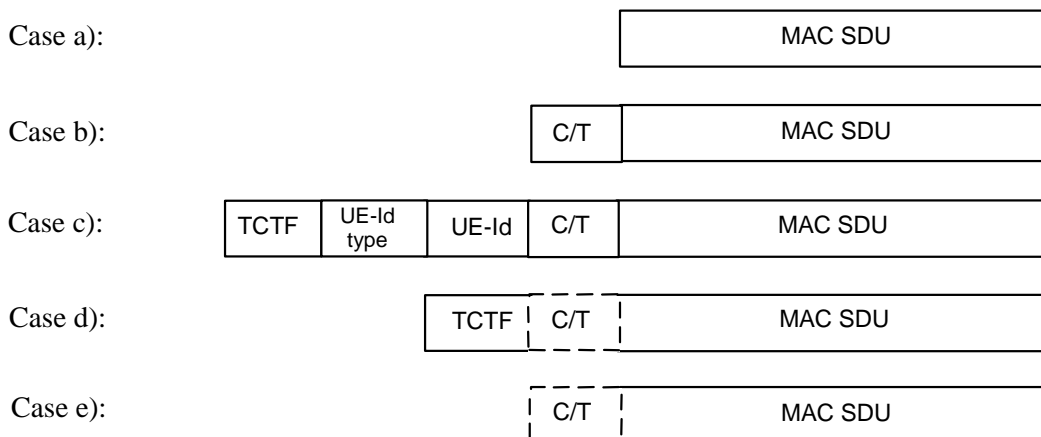 Case a): MAC SDU
Case b): C/T MAC SDU
Case c): TCTF UE-Id type UE-Id C/T MAC SDU
Case d): TCTF C/T MAC SDU
Case e): C/T MAC SDU